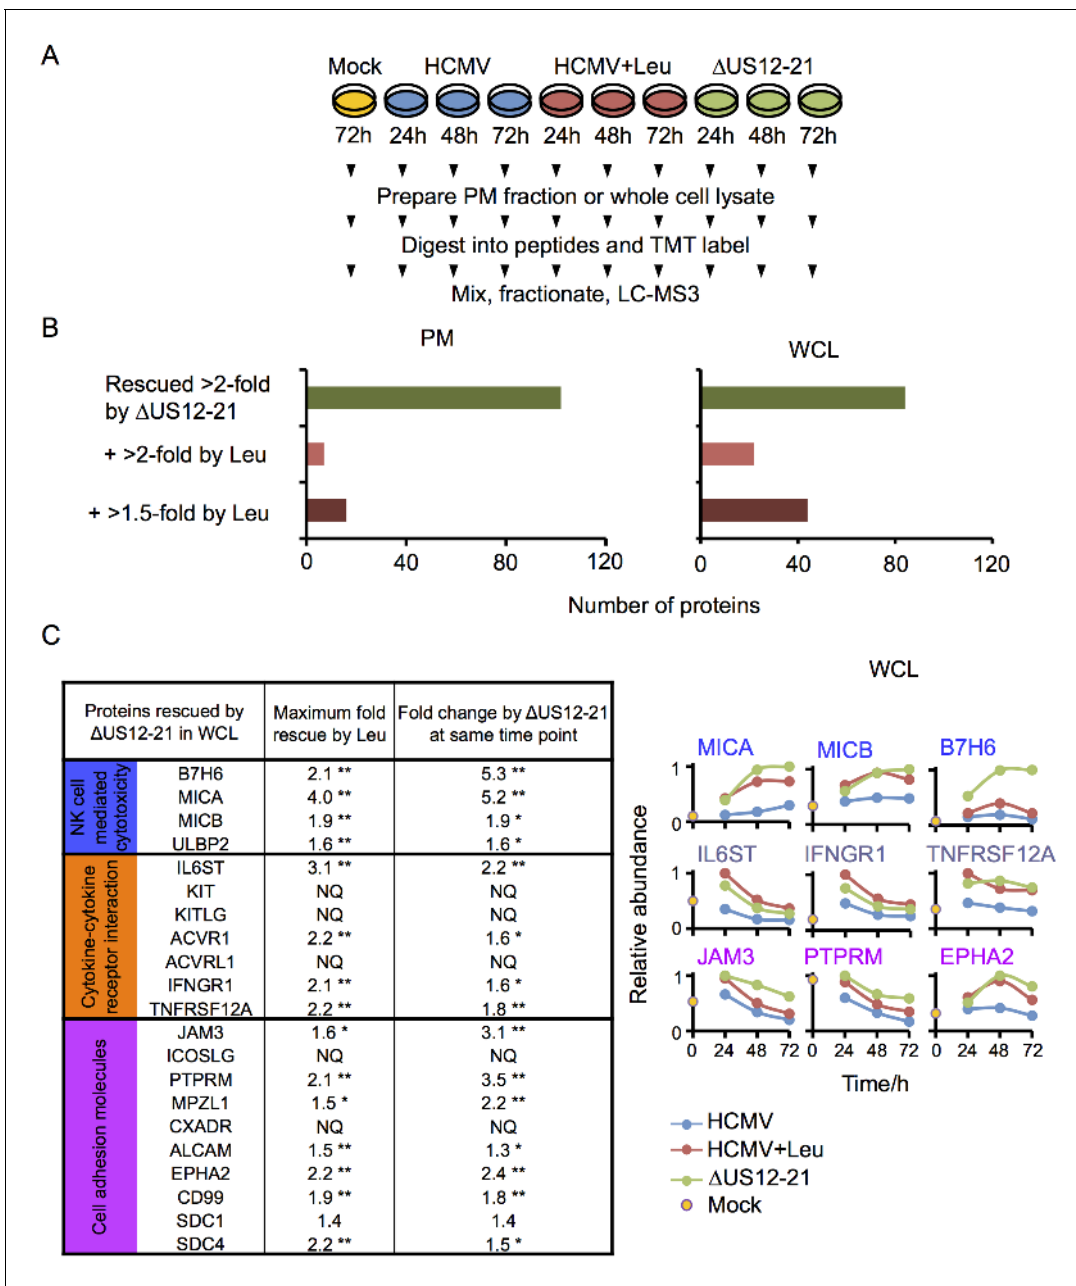 A
Mock HCMV HCMV+Leu ΔUS12-21
72h 24h 48h 72h 24h 48h 72h 24h 48h 72h
Prepare PM fraction or whole cell lysate
Digest into peptides and TMT label
Mix, fractionate, LC-MS3
B
PM WCL
Rescued >2-fold
by ΔUS12-21
+ >2-fold by Leu
+ >1.5-fold by Leu
0 40 80 120 0 40 80 120
Number of proteins
C
Proteins rescued by
ΔUS12-21 in WCL
Maximum fold
rescue by Leu
Fold change by ΔUS12-21
at same time point
NK cell
mediated
cytotoxicity
B7H6 2.1 ** 5.3 **
MICA 4.0 ** 5.2 **
MICB 1.9 ** 1.9 *
ULBP2 1.6 ** 1.6 *
Cytokine-cytokine
receptor interaction
IL6ST 3.1 ** 2.2 **
KIT NQ NQ
KITLG NQ NQ
ACVR1 2.2 ** 1.6 *
ACVRL1 NQ NQ
IFNGR1 2.1 ** 1.6 *
TNFRSF12A 2.2 ** 1.8 **
Cell adhesion molecules
JAM3 1.6 * 3.1 **
ICOSLG NQ NQ
PTPRM 2.1 ** 3.5 **
MPZL1 1.5 * 2.2 **
CXADR NQ NQ
ALCAM 1.5 ** 1.3 *
EPHA2 2.2 ** 2.4 **
CD99 1.9 ** 1.8 **
SDC1 1.4 1.4
SDC4 2.2 ** 1.5 *
WCL
Relative abundance
MICA MICB B7H6
1
0
IL6ST IFNGR1 TNFRSF12A
1
0
JAM3 PTPRM EPHA2
1
0
0 24 48 72 0 24 48 72 0 24 48 72
Time/h
HCMV
HCMV+Leu
ΔUS12-21
Mock